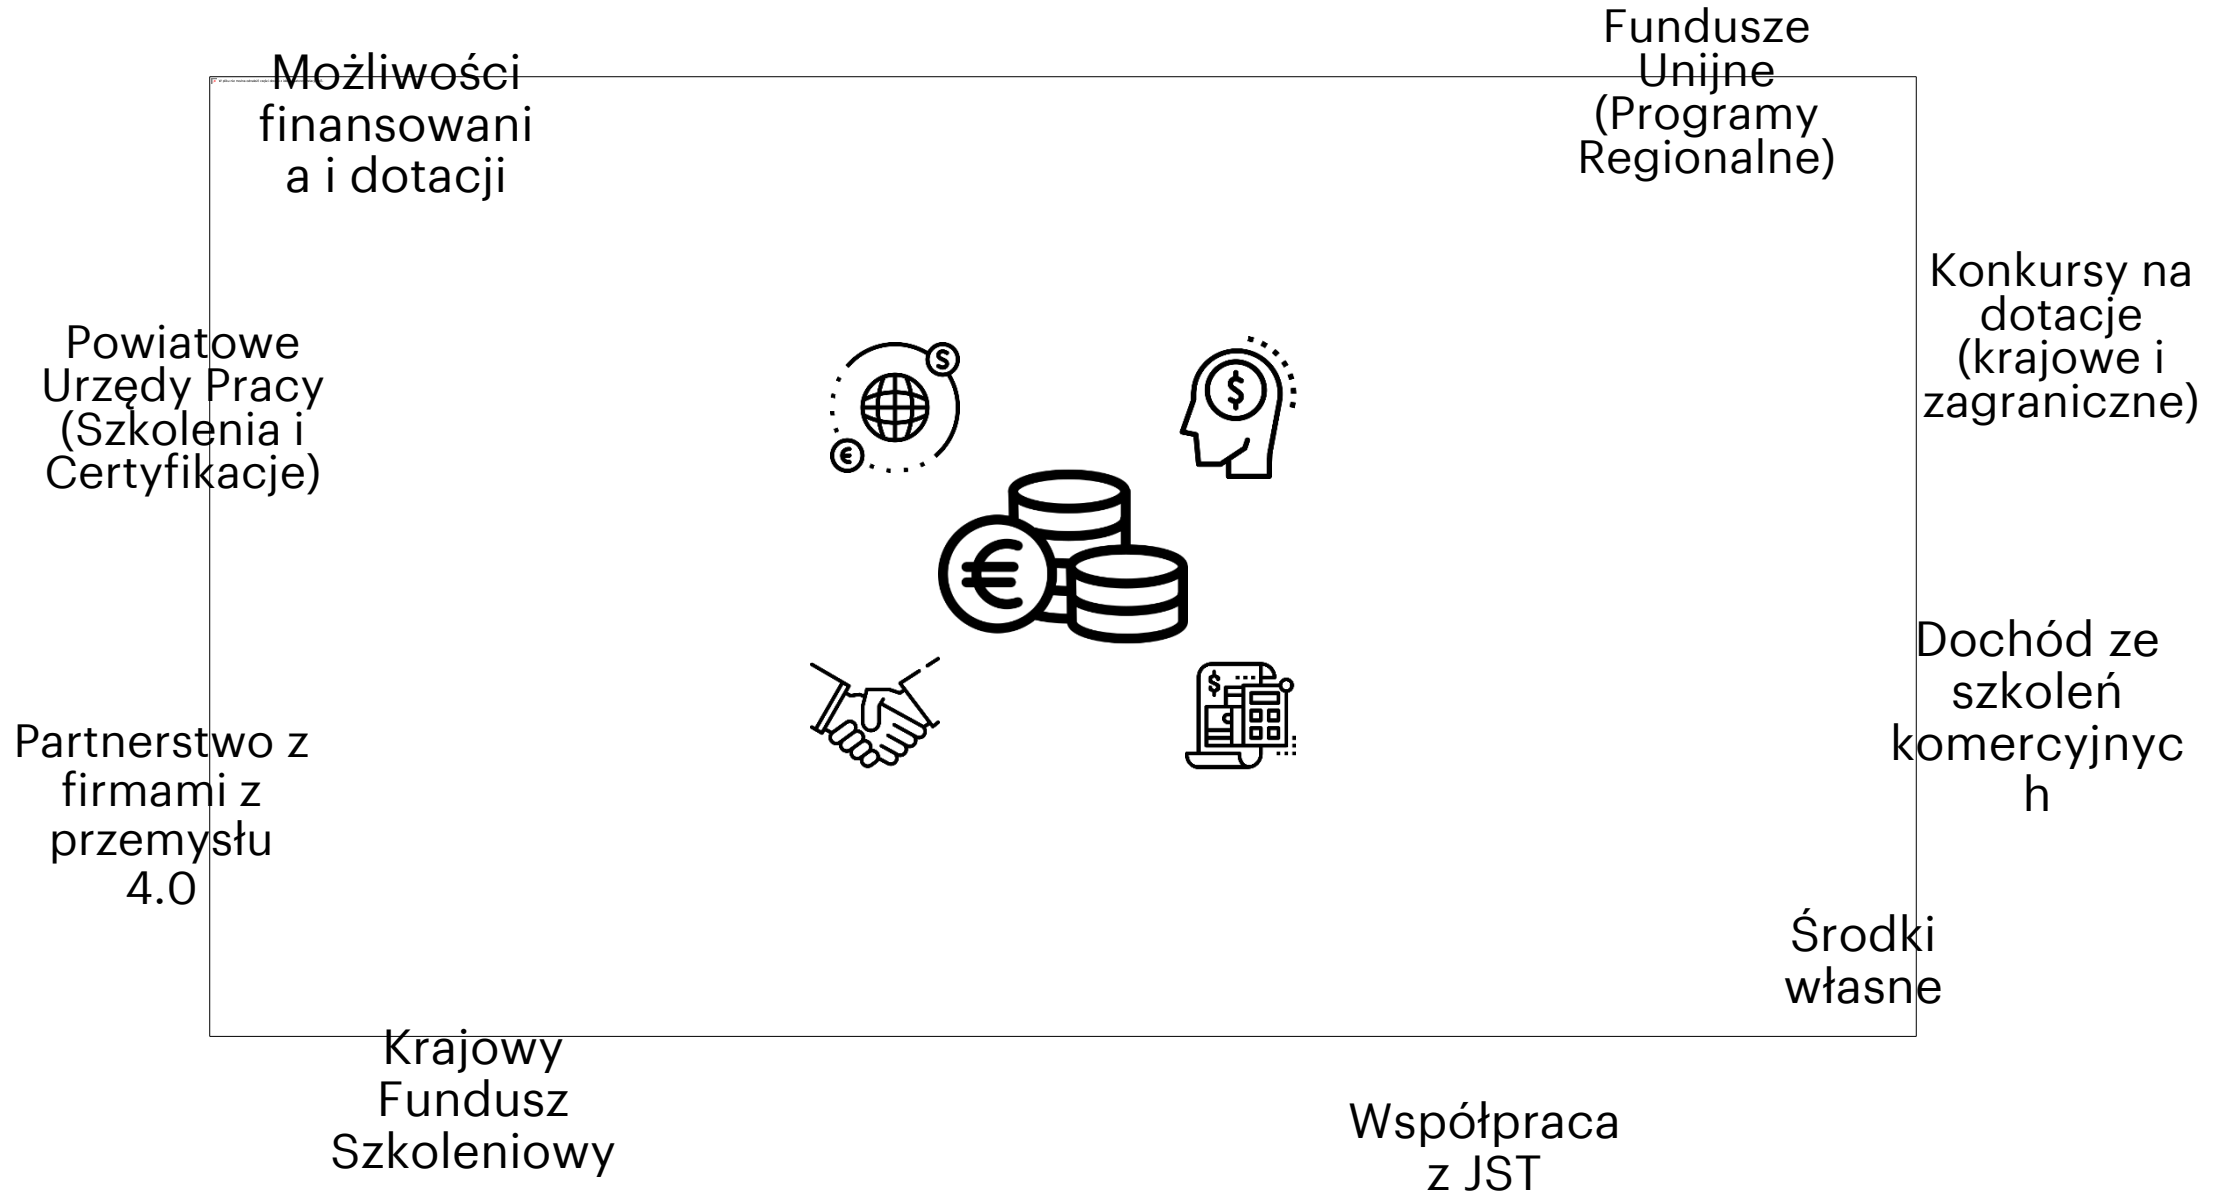 Możliwości
finansowani
a i dotacji
Fundusze
Unijne
(Programy
Regionalne)
Konkursy na
dotacje
(krajowe i
zagraniczne)
Powiatowe
Urzędy Pracy
(Szkolenia i
Certyfikacje)
$
€
$
€
$
Dochód ze
szkoleń
komercyjnyc
h
Partnerstwo z
firmami z
przemysłu
4.0
Środki
własne
Krajowy
Fundusz
Szkoleniowy
Współpraca
z JST